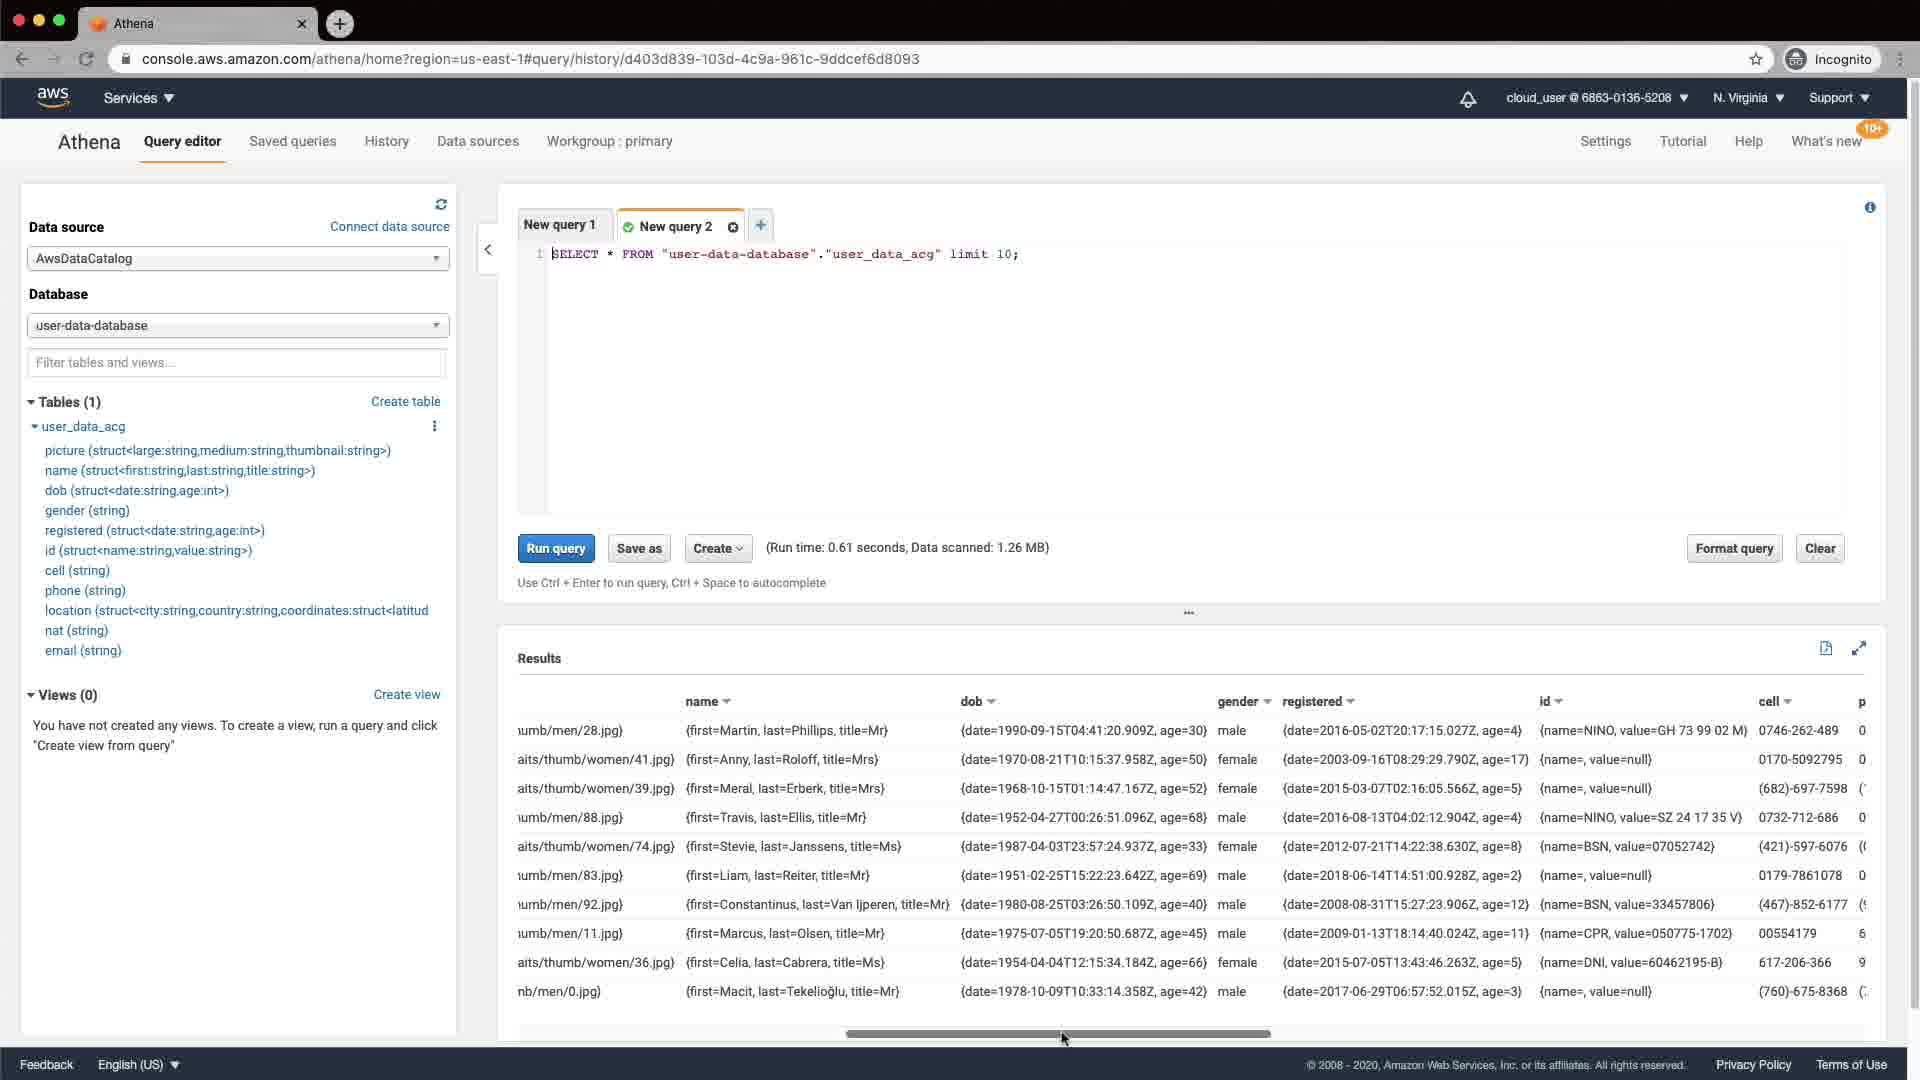 Athena
console.aws.amazon.com/athena/home?region=us-east-1#query/history/d403d839-103d-4c9a-961c-9ddcef6d8093
Incognito
aws Services
cloud_user @ 6863-0136-5208 N. Virginia Support
Athena Query editor Saved queries History Data sources Workgroup : primary
Settings Tutorial Help What's new 10+
Data source Connect data source
AwsDataCatalog
Database
user-data-database
Filter tables and views...
Tables (1) Create table
user_data_acg
picture (struct<large:string,medium:string,thumbnail:string>)
name (struct<first:string,last:string,title:string>)
dob (struct<date:string,age:int>)
gender (string)
registered (struct<date:string,age:int>)
id (struct<name:string,value:string>)
cell (string)
phone (string)
location (struct<city:string,country:string,coordinates:struct<latitud
nat (string)
email (string)
Views (0) Create view
You have not created any views. To create a view, run a query and click
"Create view from query"
New query 1 New query 2
1 SELECT * FROM "user-data-database"."user_data_acg" limit 10;
Run query Save as Create (Run time: 0.61 seconds, Data scanned: 1.26 MB) Format query Clear
Use Ctrl + Enter to run query, Ctrl + Space to autocomplete
Results
name dob gender registered id cell p
umb/men/28.jpg} {first=Martin, last=Phillips, title=Mr} {date=1990-09-15T04:41:20.909Z, age=30} male {date=2016-05-02T20:17:15.027Z, age=4} {name=NINO, value=GH 73 99 02 M} 0746-262-489 0
aits/thumb/women/41.jpg} {first=Anny, last=Roloff, title=Mrs} {date=1970-08-21T10:15:37.958Z, age=50} female {date=2003-09-16T08:29:29.790Z, age=17} {name=, value=null} 0170-5092795 0
aits/thumb/women/39.jpg} {first=Meral, last=Erberk, title=Mrs} {date=1968-10-15T01:14:47.167Z, age=52} female {date=2015-03-07T02:16:05.566Z, age=5} {name=, value=null} (682)-697-7598 (
umb/men/88.jpg} {first=Travis, last=Ellis, title=Mr} {date=1952-04-27T00:26:51.096Z, age=68} male {date=2016-08-13T04:02:12.904Z, age=4} {name=NINO, value=SZ 24 17 35 V} 0732-712-686 0
aits/thumb/women/74.jpg} {first=Stevie, last=Janssens, title=Ms} {date=1987-04-03T23:57:24.937Z, age=33} female {date=2012-07-21T14:22:38.630Z, age=8} {name=BSN, value=07052742} (421)-597-6076 (
umb/men/83.jpg} {first=Liam, last=Reiter, title=Mr} {date=1951-02-25T15:22:23.642Z, age=69} male {date=2018-06-14T14:51:00.928Z, age=2} {name=, value=null} 0179-7861078 0
umb/men/92.jpg} {first=Constantinus, last=Van Ijperen, title=Mr} {date=1980-08-25T03:26:50.109Z, age=40} male {date=2008-08-31T15:27:23.906Z, age=12} {name=BSN, value=33457806} (467)-852-6177 (
umb/men/11.jpg} {first=Marcus, last=Olsen, title=Mr} {date=1975-07-05T19:20:50.687Z, age=45} male {date=2009-01-13T18:14:40.024Z, age=11} {name=CPR, value=050775-1702} 00554179 6
aits/thumb/women/36.jpg} {first=Celia, last=Cabrera, title=Ms} {date=1954-04-04T12:15:34.184Z, age=66} female {date=2015-07-05T13:43:46.263Z, age=5} {name=DNI, value=60462195-B} 617-206-366 9
nb/men/0.jpg} {first=Macit, last=Tekelioğlu, title=Mr} {date=1978-10-09T10:33:14.358Z, age=42} male {date=2017-06-29T06:57:52.015Z, age=3} {name=, value=null} (760)-675-8368 (
Feedback English (US)
© 2008 - 2020, Amazon Web Services, Inc. or its affiliates. All rights reserved. Privacy Policy Terms of Use